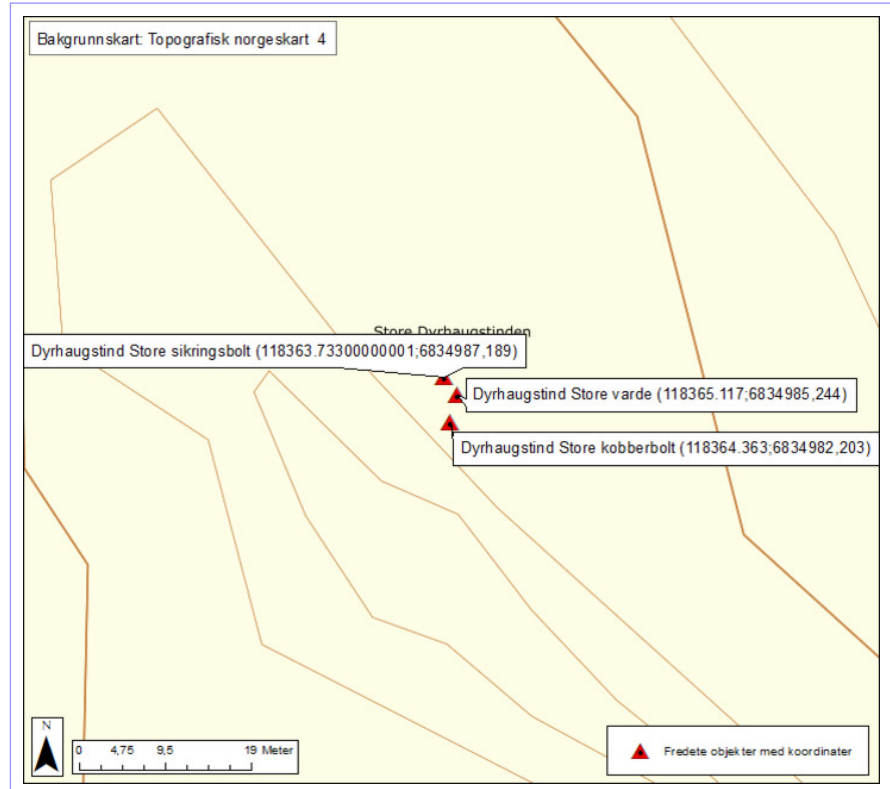 Bakgrunnskart: Topografisk norgeskart 4
Store Dyrhaugstinden
Dyrhaugstind Store sikringsbolt (118363.73300000001;6834987,189)
Dyrhaugstind Store varde (118365.117;6834985,244)
Dyrhaugstind Store kobberbolt (118364.363;6834982,203)
N
0 4,75 9,5 19 Meter
Fredete objekter med koordinater